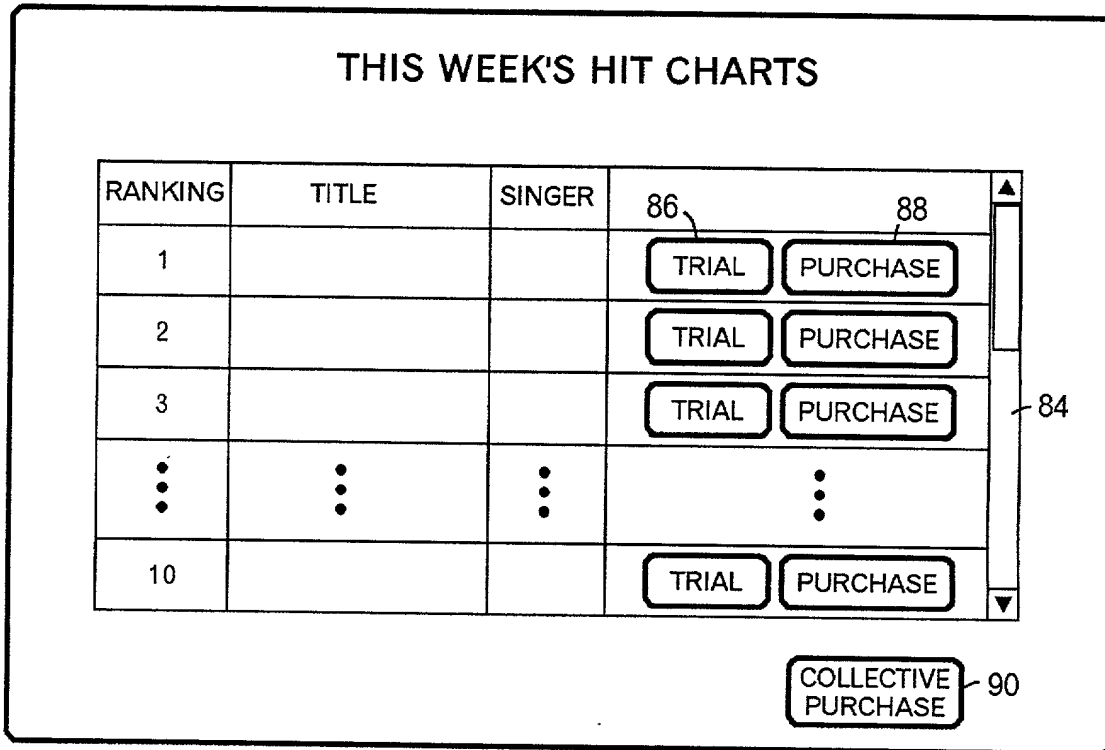 THIS WEEK'S HIT CHARTS
RANKING TITLE SINGER
86 88
1 TRIAL PURCHASE
2 TRIAL PURCHASE
3 TRIAL PURCHASE
84
10 TRIAL PURCHASE
COLLECTIVE
PURCHASE
90